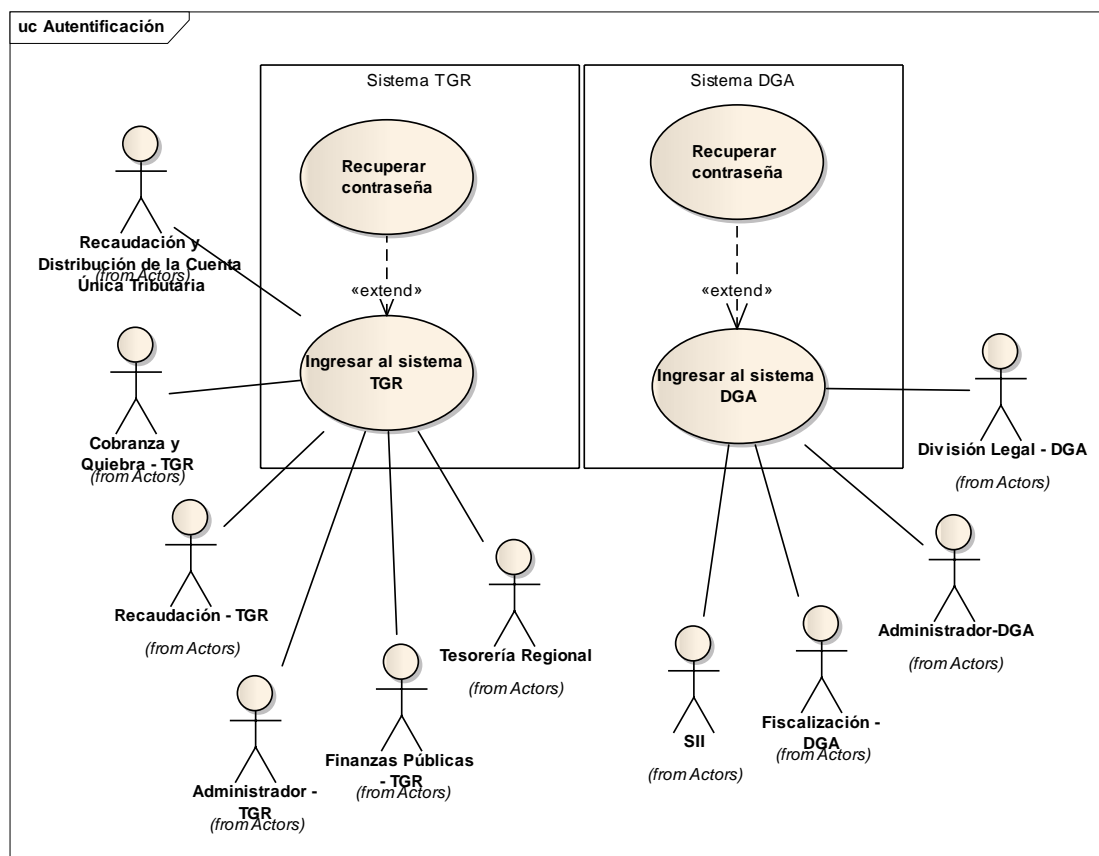 uc Autentificación
Sistema TGR
Sistema DGA
Recuperar
contraseña
Recuperar
contraseña
Recaudación y
Distribución de la Cuenta
Única Tributaria
(from Actors)
«extend»
«extend»
Ingresar al sistema
TGR
Ingresar al sistema
DGA
Cobranza y
Quiebra - TGR
(from Actors)
División Legal - DGA
(from Actors)
Recaudación - TGR
(from Actors)
Tesorería Regional
(from Actors)
Administrador-DGA
(from Actors)
Administrador -
TGR
(from Actors)
Finanzas Públicas
- TGR
(from Actors)
SII
(from Actors)
Fiscalización -
DGA
(from Actors)